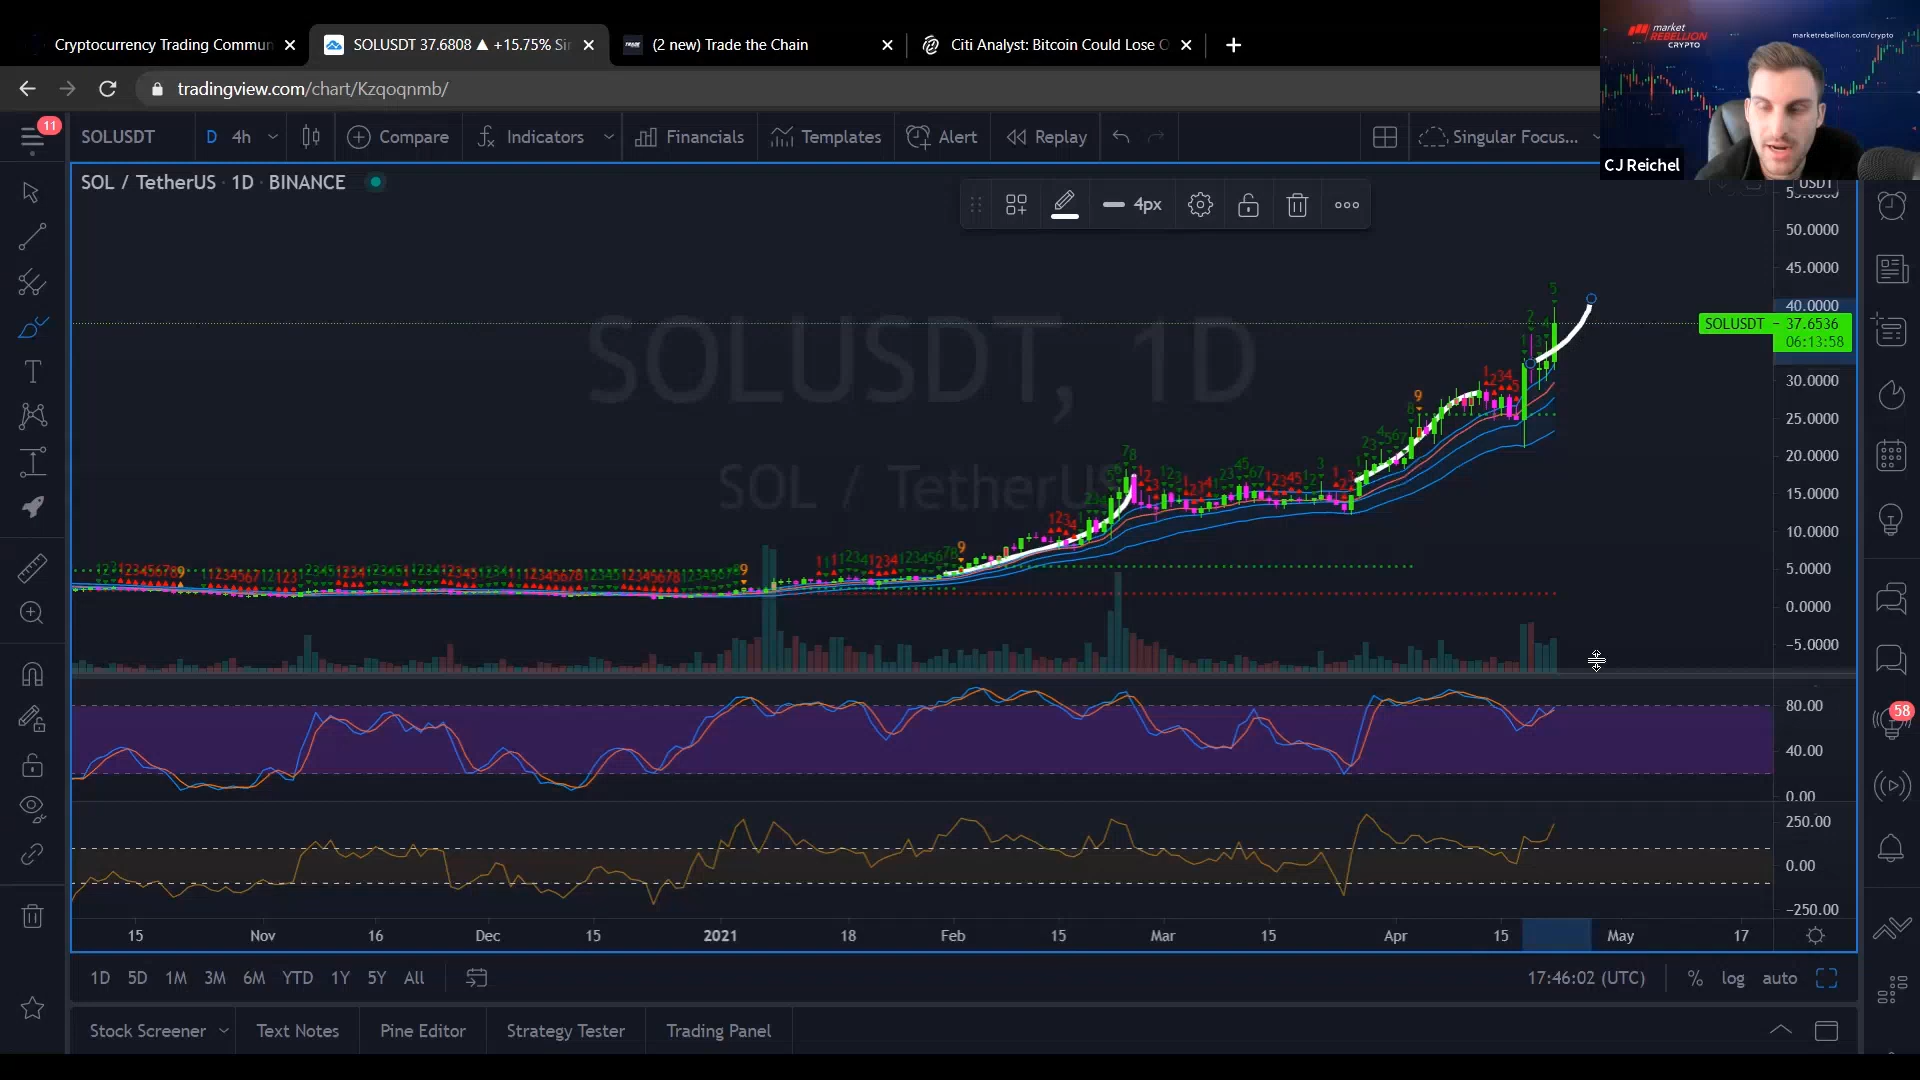 Cryptocurrency Trading Commun
SOLUSDT 37.6808 ▲ +15.75% Si
(2 new) Trade the Chain
Citi Analyst: Bitcoin Could Lose
market
REBELLION
CRYPTO
marketrebellion.com/crypto
CJ Reichel
tradingview.com/chart/Kzqoqnmb/
11
SOLUSDT
D
4h
Compare
Indicators
Financials
Templates
Alert
Replay
Singular Focus...
SOL / TetherUS · 1D · BINANCE
4px
USDT
50.0000
45.0000
40.0000
SOLUSDT
37.6536
06:13:58
30.0000
25.0000
20.0000
15.0000
10.0000
5.0000
0.0000
−5.0000
SOLUSDT, 1D
SOL / TetherUS
80.00
40.00
0.00
58
250.00
0.00
−250.00
15
Nov
16
Dec
15
2021
18
Feb
15
Mar
15
Apr
15
May
17
1D
5D
1M
3M
6M
YTD
1Y
5Y
All
17:46:02 (UTC)
%
log
auto
Stock Screener
Text Notes
Pine Editor
Strategy Tester
Trading Panel